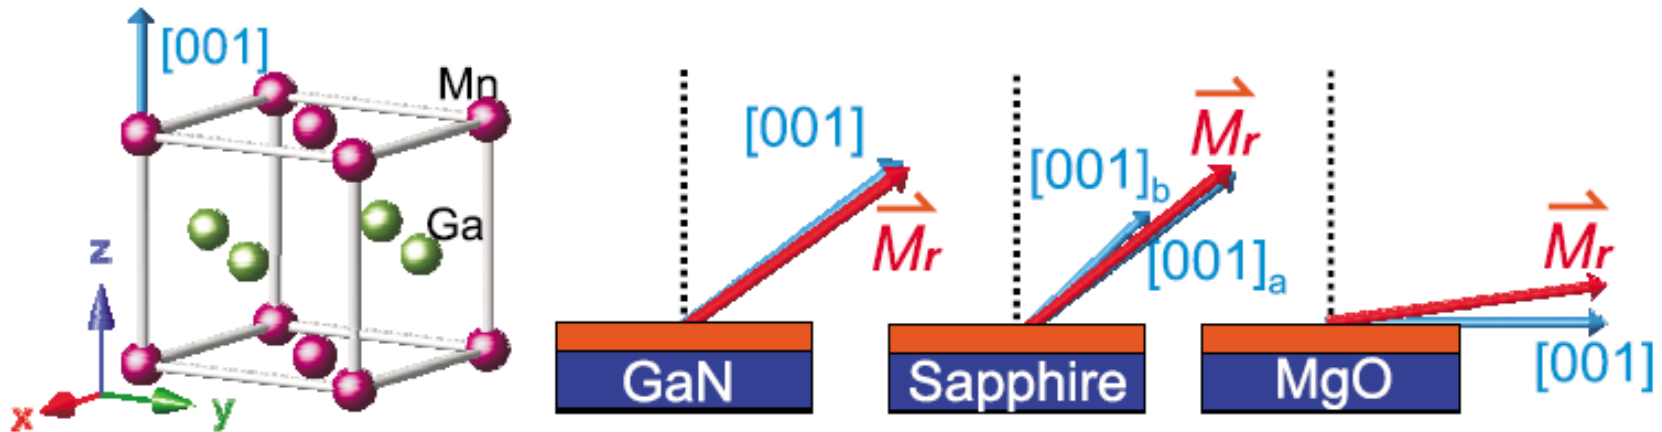 [001]
Mn
Ga
z
x
y
[001]
Mr
GaN
[001]b
Mr
[001]a
Sapphire
Mr
[001]
MgO